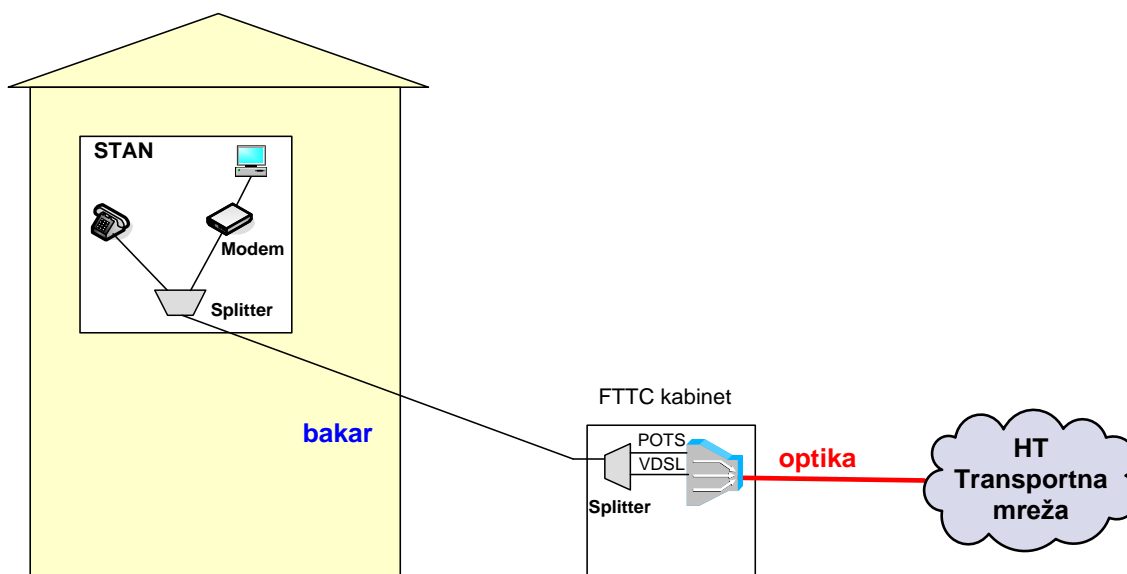 STAN
Modem
Splitter
bakar
FTTC kabinet
POTS
VDSL
Splitter
optika
HT
Transportna
mreža